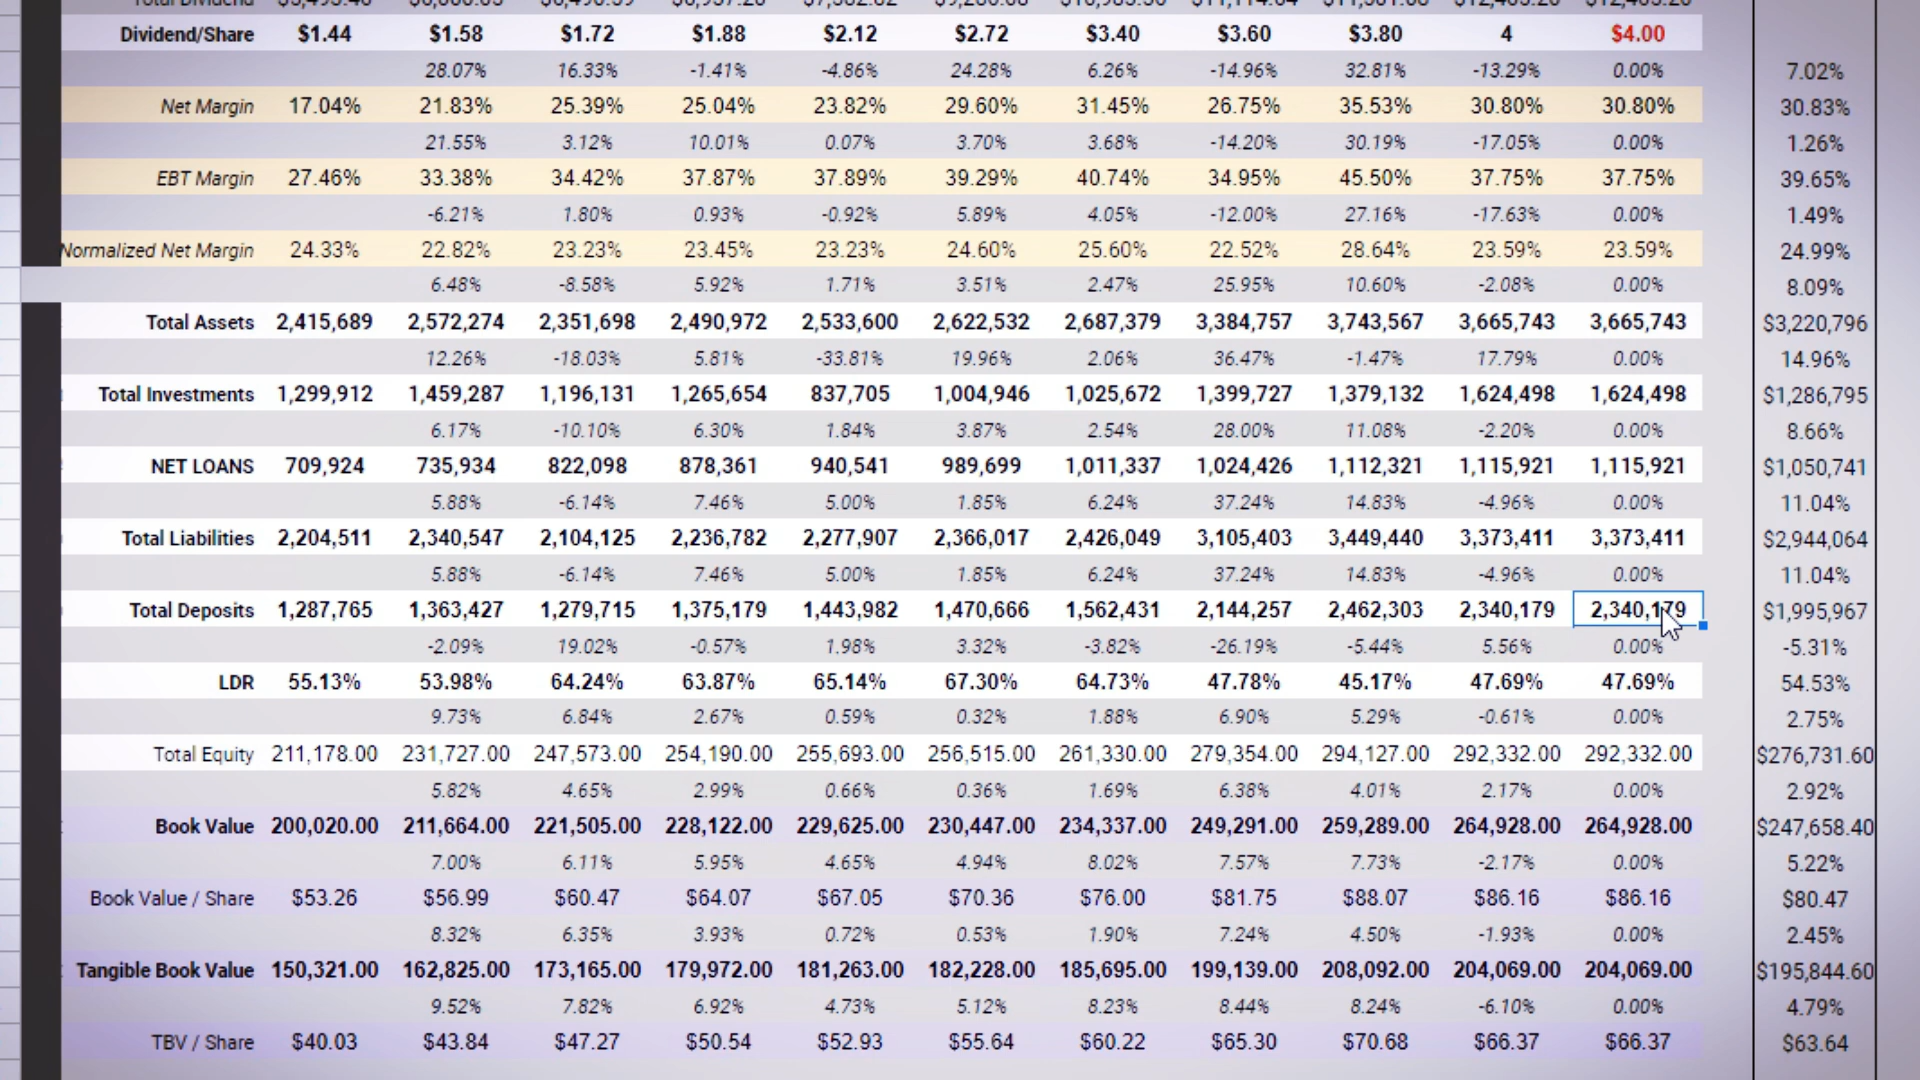 Total Dividend
Dividend/Share $1.44 $1.58 $1.72 $1.88 $2.12 $2.72 $3.40 $3.60 $3.80 4 $4.00
28.07% 16.33% -1.41% -4.86% 24.28% 6.26% -14.96% 32.81% -13.29% 0.00% 7.02%
Net Margin 17.04% 21.83% 25.39% 25.04% 23.82% 29.60% 31.45% 26.75% 35.53% 30.80% 30.80% 30.83%
21.55% 3.12% 10.01% 0.07% 3.70% 3.68% -14.20% 30.19% -17.05% 0.00% 1.26%
EBT Margin 27.46% 33.38% 34.42% 37.87% 37.89% 39.29% 40.74% 34.95% 45.50% 37.75% 37.75% 39.65%
-6.21% 1.80% 0.93% -0.92% 5.89% 4.05% -12.00% 27.16% -17.63% 0.00% 1.49%
Normalized Net Margin 24.33% 22.82% 23.23% 23.45% 23.23% 24.60% 25.60% 22.52% 28.64% 23.59% 23.59% 24.99%
6.48% -8.58% 5.92% 1.71% 3.51% 2.47% 25.95% 10.60% -2.08% 0.00% 8.09%
Total Assets 2,415,689 2,572,274 2,351,698 2,490,972 2,533,600 2,622,532 2,687,379 3,384,757 3,743,567 3,665,743 3,665,743 $3,220,796
12.26% -18.03% 5.81% -33.81% 19.96% 2.06% 36.47% -1.47% 17.79% 0.00% 14.96%
Total Investments 1,299,912 1,459,287 1,196,131 1,265,654 837,705 1,004,946 1,025,672 1,399,727 1,379,132 1,624,498 1,624,498 $1,286,795
6.17% -10.10% 6.30% 1.84% 3.87% 2.54% 28.00% 11.08% -2.20% 0.00% 8.66%
NET LOANS 709,924 735,934 822,098 878,361 940,541 989,699 1,011,337 1,024,426 1,112,321 1,115,921 1,115,921 $1,050,741
5.88% -6.14% 7.46% 5.00% 1.85% 6.24% 37.24% 14.83% -4.96% 0.00% 11.04%
Total Liabilities 2,204,511 2,340,547 2,104,125 2,236,782 2,277,907 2,366,017 2,426,049 3,105,403 3,449,440 3,373,411 3,373,411 $2,944,064
5.88% -6.14% 7.46% 5.00% 1.85% 6.24% 37.24% 14.83% -4.96% 0.00% 11.04%
Total Deposits 1,287,765 1,363,427 1,279,715 1,375,179 1,443,982 1,470,666 1,562,431 2,144,257 2,462,303 2,340,179 2,340,179 $1,995,967
-2.09% 19.02% -0.57% 1.98% 3.32% -3.82% -26.19% -5.44% 5.56% 0.00% -5.31%
LDR 55.13% 53.98% 64.24% 63.87% 65.14% 67.30% 64.73% 47.78% 45.17% 47.69% 47.69% 54.53%
9.73% 6.84% 2.67% 0.59% 0.32% 1.88% 6.90% 5.29% -0.61% 0.00% 2.75%
Total Equity 211,178.00 231,727.00 247,573.00 254,190.00 255,693.00 256,515.00 261,330.00 279,354.00 294,127.00 292,332.00 292,332.00 $276,731.60
5.82% 4.65% 2.99% 0.66% 0.36% 1.69% 6.38% 4.01% 2.17% 0.00% 2.92%
Book Value 200,020.00 211,664.00 221,505.00 228,122.00 229,625.00 230,447.00 234,337.00 249,291.00 259,289.00 264,928.00 264,928.00 $247,658.40
7.00% 6.11% 5.95% 4.65% 4.94% 8.02% 7.57% 7.73% -2.17% 0.00% 5.22%
Book Value / Share $53.26 $56.99 $60.47 $64.07 $67.05 $70.36 $76.00 $81.75 $88.07 $86.16 $86.16 $80.47
8.32% 6.35% 3.93% 0.72% 0.53% 1.90% 7.24% 4.50% -1.93% 0.00% 2.45%
Tangible Book Value 150,321.00 162,825.00 173,165.00 179,972.00 181,263.00 182,228.00 185,695.00 199,139.00 208,092.00 204,069.00 204,069.00 $195,844.60
9.52% 7.82% 6.92% 4.73% 5.12% 8.23% 8.44% 8.24% -6.10% 0.00% 4.79%
TBV / Share $40.03 $43.84 $47.27 $50.54 $52.93 $55.64 $60.22 $65.30 $70.68 $66.37 $66.37 $63.64